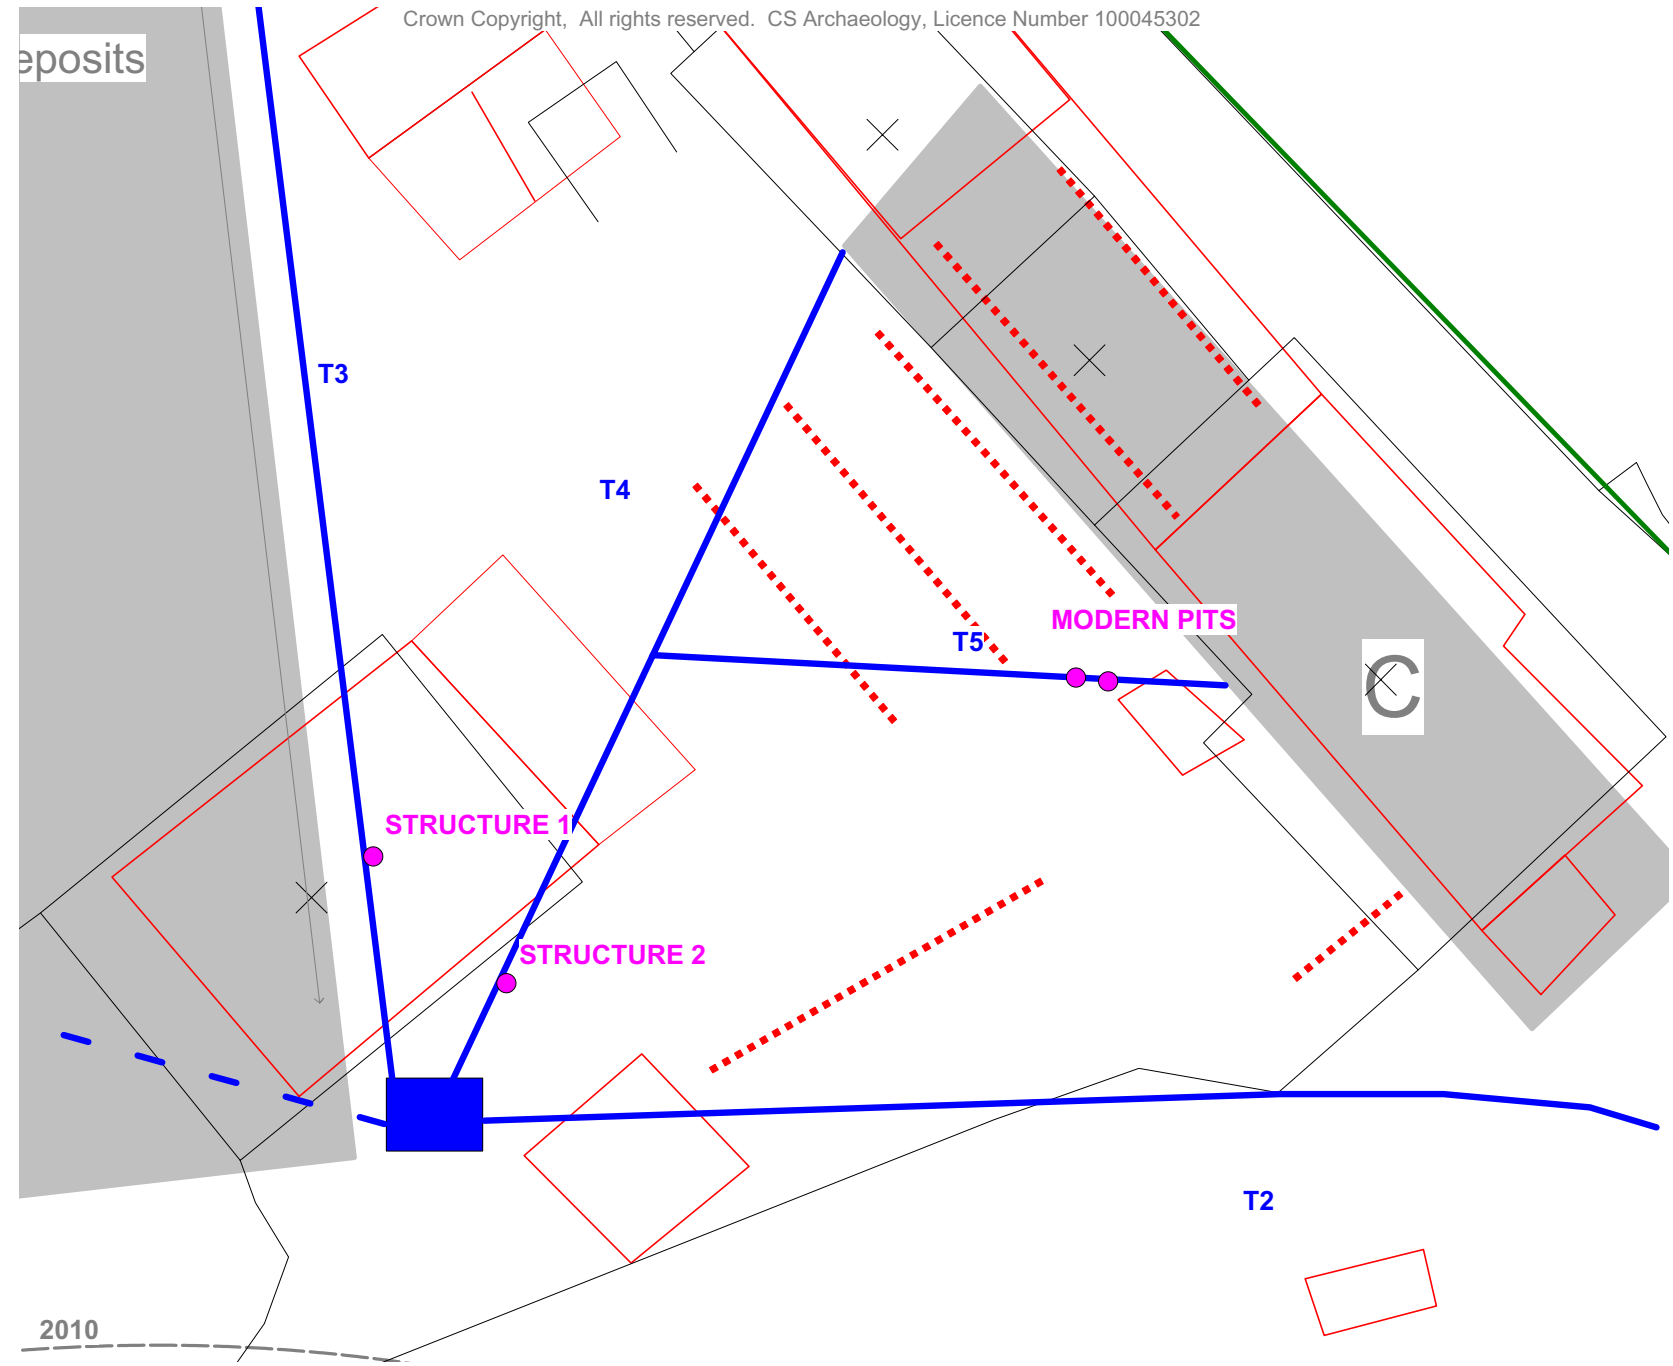 Crown Copyright, All rights reserved. CS Archaeology, Licence Number 100045302
eposits
T3
T4
MODERN PITS
T5
C
STRUCTURE 1
STRUCTURE 2
T2
2010